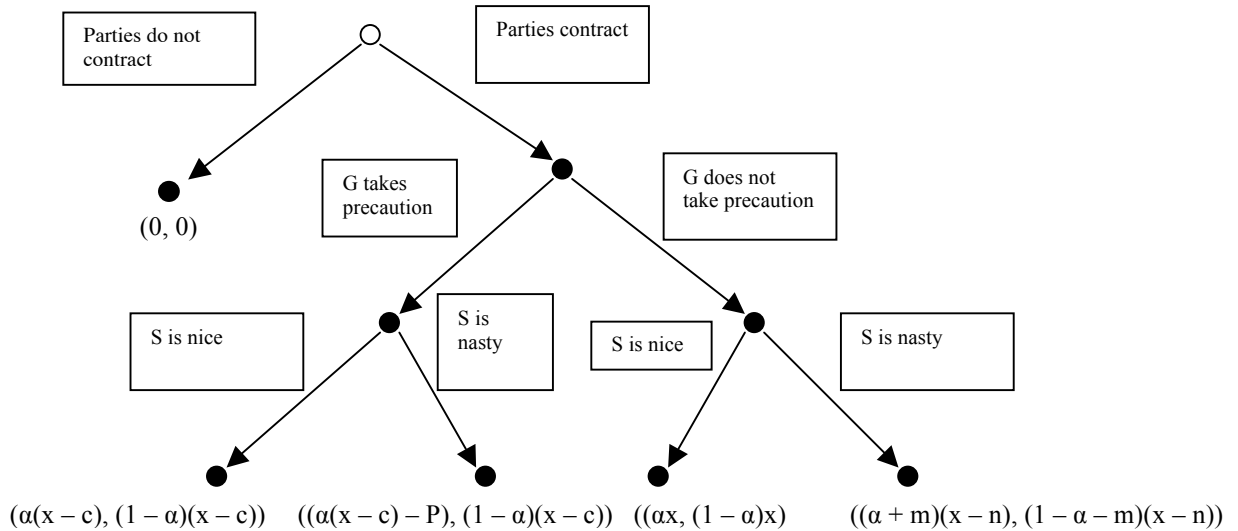 Parties do not
contract
Parties contract
(0, 0)
G takes
precaution
G does not
take precaution
S is nice
S is
nasty
S is nice
S is nasty
(α(x – c), (1 – α)(x – c))
((α(x – c) – P), (1 – α)(x – c))
((αx, (1 – α)x)
((α + m)(x – n), (1 – α – m)(x – n))